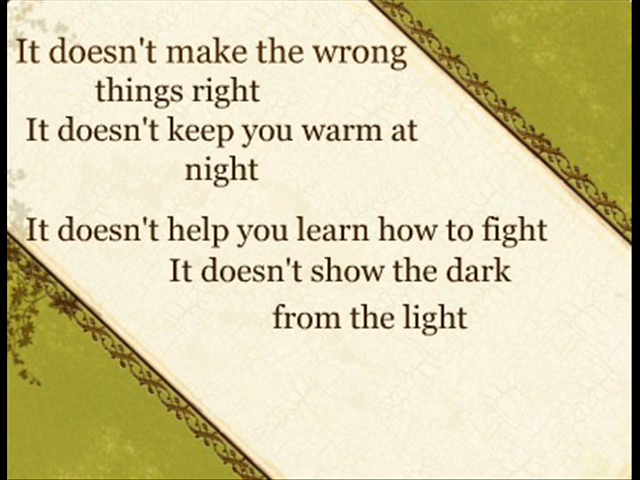 It doesn't make the wrong
things right
It doesn't keep you warm at
night
It doesn't help you learn how to fight
It doesn't show the dark
from the light